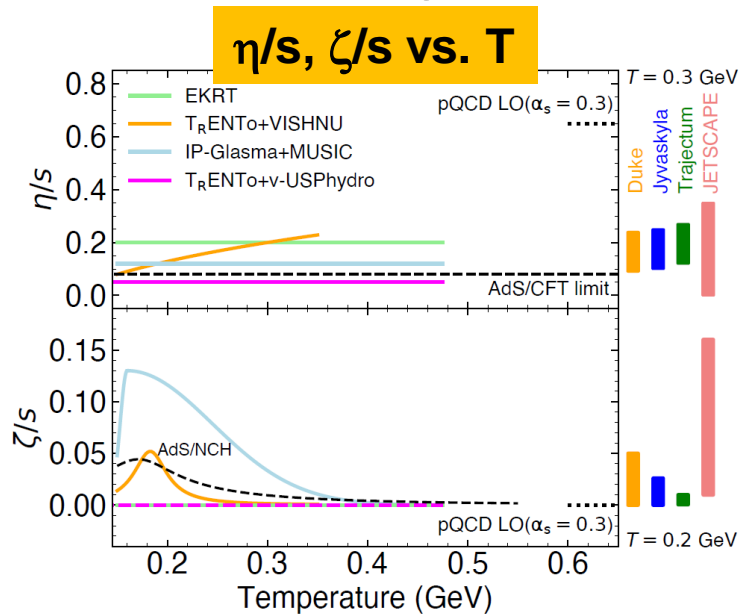 η/s, ζ/s vs. T
T = 0.3 GeV
0.8
0.6
0.4
0.2
0.0
η/s
EKRT
TRENTo+VISHNU
IP-Glasma+MUSIC
TRENTo+v-USPhydro
pQCD LO(αs = 0.3)
AdS/CFT limit
Duke
Jyvaskyla
Trajectum
JETSCAPE
0.15
0.10
0.05
0.00
ζ/s
AdS/NCH
pQCD LO(αs = 0.3)
T = 0.2 GeV
0.2 0.3 0.4 0.5 0.6
Temperature (GeV)